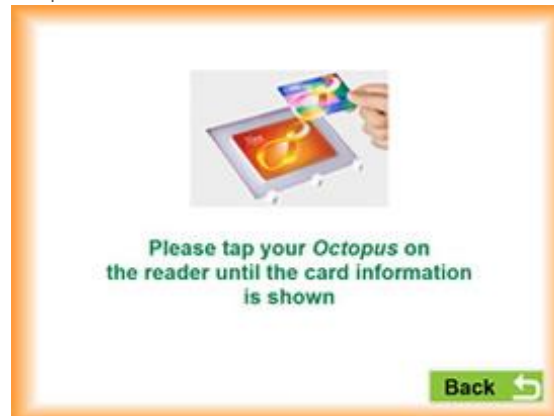 Please tap your Octopus on
the reader until the card information
is shown
Back